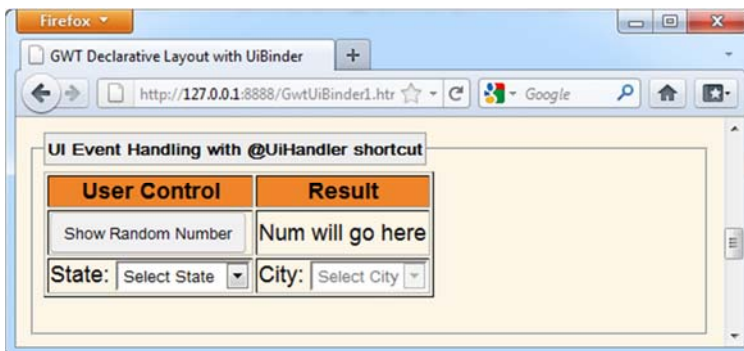 Firefox
GWT Declarative Layout with UiBinder
http://127.0.0.1:8888/GwtUiBinder1.htr
Google
UI Event Handling with @UiHandler shortcut
User Control Result
Show Random Number Num will go here
State: Select State City: Select City